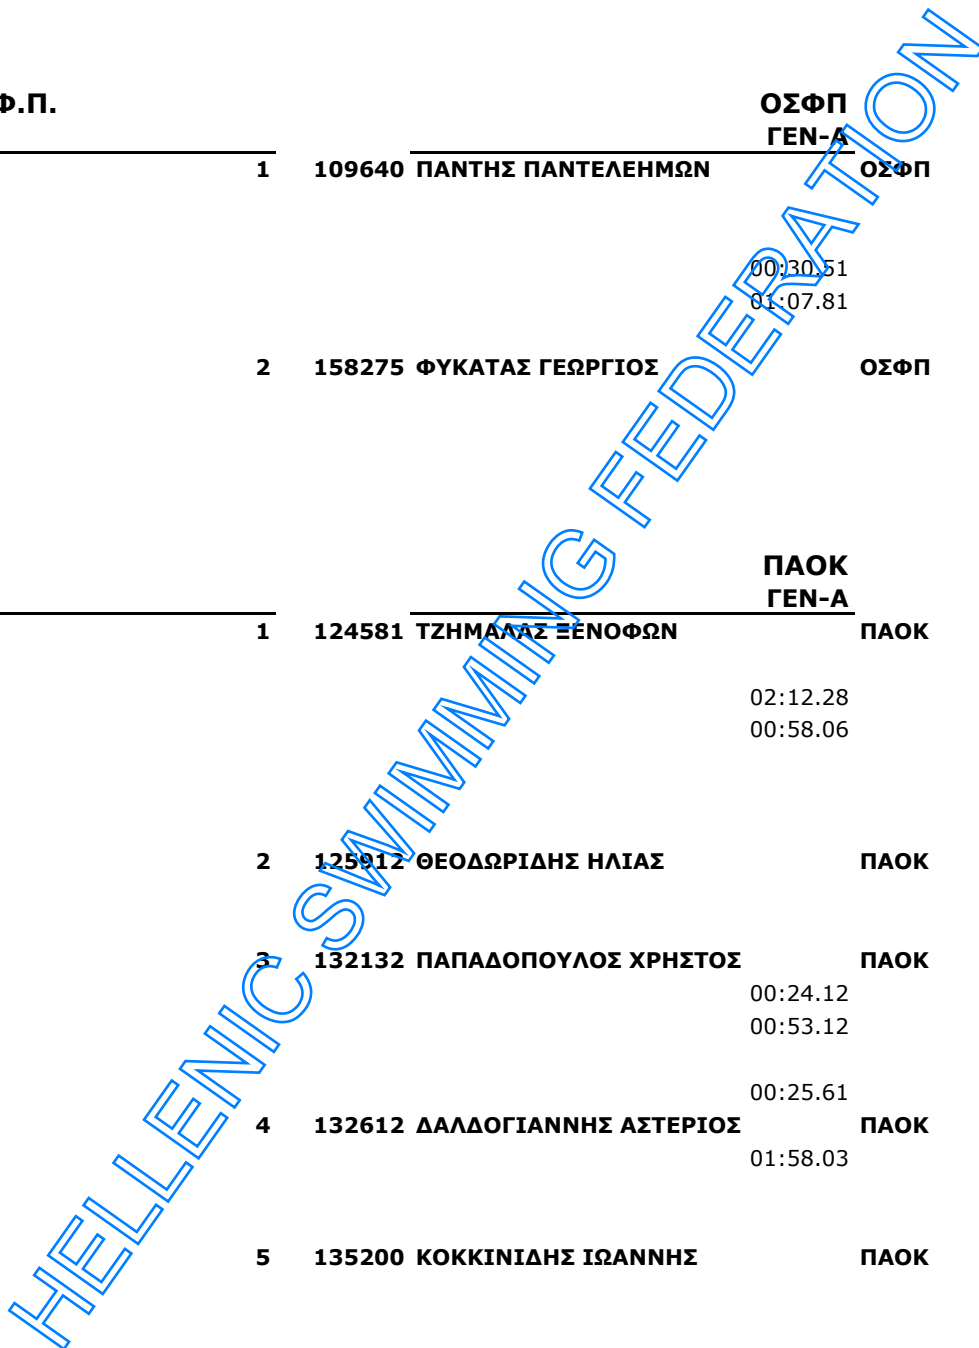 Φ.Π. ΟΣΦΠ
ΓΕΝ-Α
1 109640 ΠΑΝΤΗΣ ΠΑΝΤΕΛΕΗΜΩΝ ΟΣΦΠ
00:30.51
01:07.81
2 158275 ΦΥΚΑΤΑΣ ΓΕΩΡΓΙΟΣ ΟΣΦΠ
ΠΑΟΚ
ΓΕΝ-Α
1 124581 ΤΖΗΜΑΛΑΣ ΞΕΝΟΦΩΝ ΠΑΟΚ
02:12.28
00:58.06
2 125912 ΘΕΟΔΩΡΙΔΗΣ ΗΛΙΑΣ ΠΑΟΚ
3 132132 ΠΑΠΑΔΟΠΟΥΛΟΣ ΧΡΗΣΤΟΣ ΠΑΟΚ
00:24.12
00:53.12
00:25.61
4 132612 ΔΑΛΔΟΓΙΑΝΝΗΣ ΑΣΤΕΡΙΟΣ ΠΑΟΚ
01:58.03
5 135200 ΚΟΚΚΙΝΙΔΗΣ ΙΩΑΝΝΗΣ ΠΑΟΚ
HELLENIC SWIMMING FEDERATION